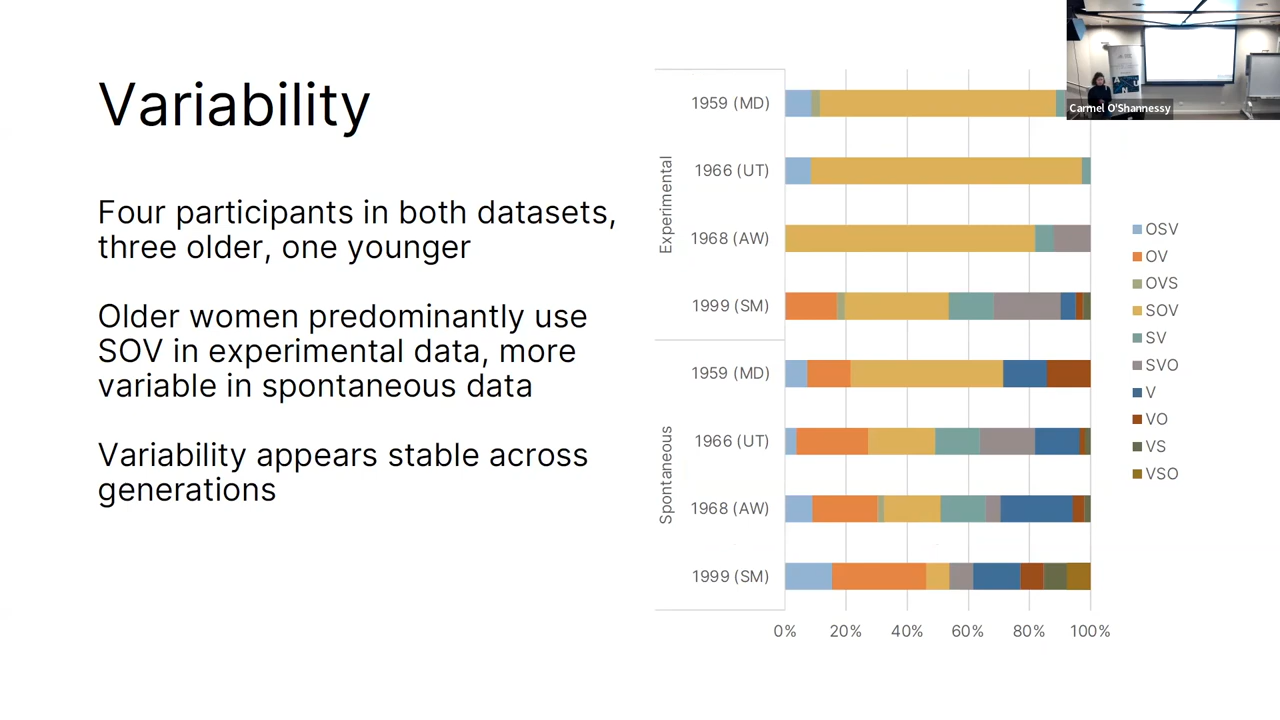 Variability
Four participants in both datasets,
three older, one younger
Older women predominantly use
SOV in experimental data, more
variable in spontaneous data
Variability appears stable across
generations
Experimental
1959 (MD)
1966 (UT)
1968 (AW)
1999 (SM)
Spontaneous
1959 (MD)
1966 (UT)
1968 (AW)
1999 (SM)
0% 20% 40% 60% 80% 100%
OSV
OV
OVS
SOV
SV
SVO
V
VO
VS
VSO
Carmel O'Shannessy